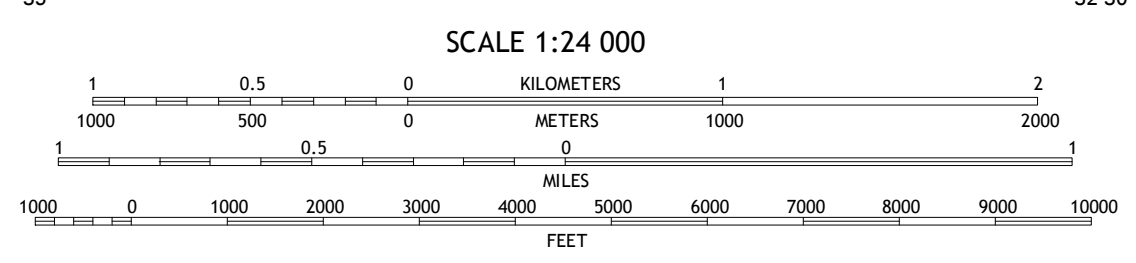 SCALE 1:24 000
1 0.5 0 KILOMETERS 1 2
1000 500 0 METERS 1000 2000
1 0.5 0 1
MILES
1000 0 1000 2000 3000 4000 5000 6000 7000 8000 9000 10000
FEET